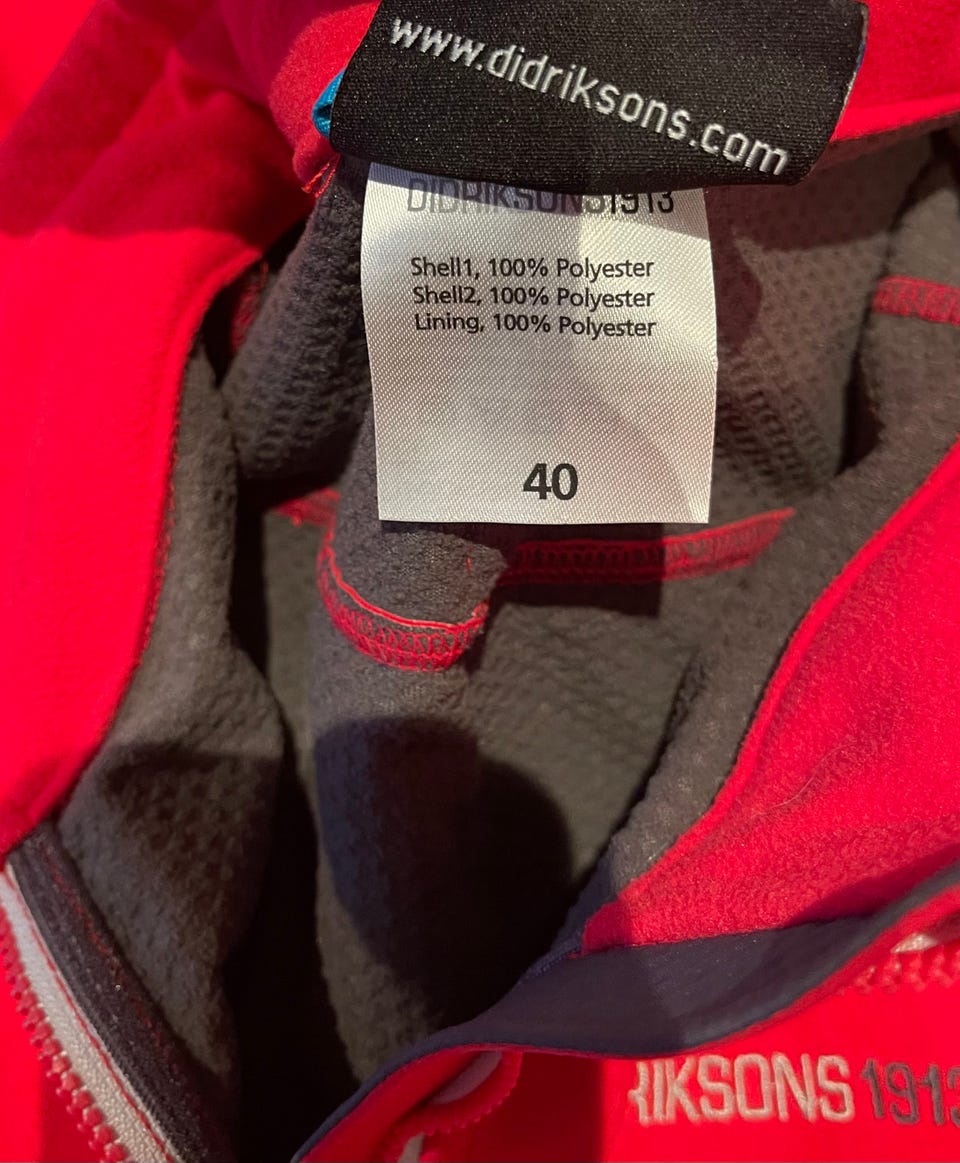 www.didriksons.com
DIDRIKSONS1913
Shell1, 100% Polyester
Shell2, 100% Polyester
Lining, 100% Polyester
40
RIKSONS 1913